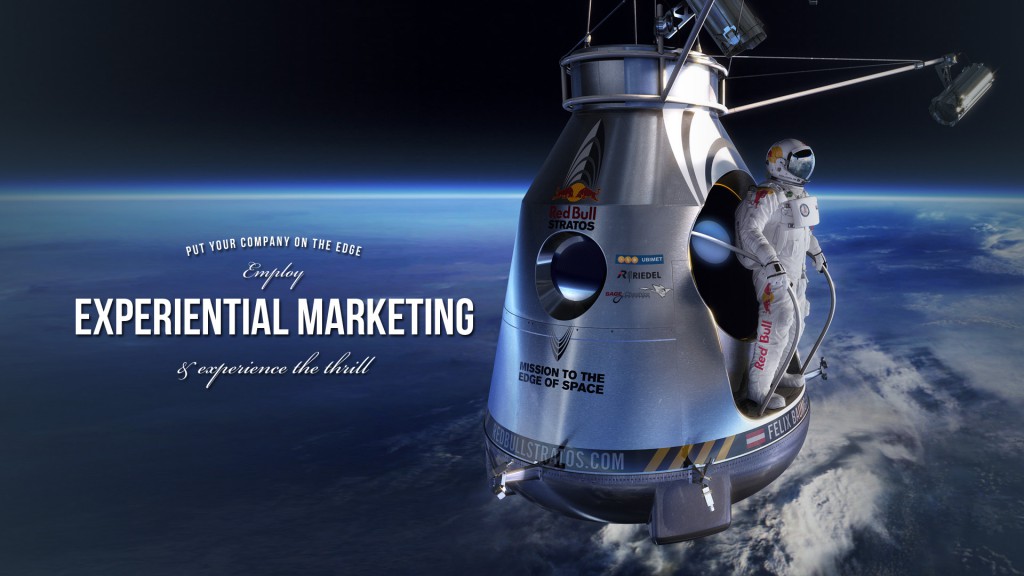 PUT YOUR COMPANY ON THE EDGE
Employ
EXPERIENTIAL MARKETING
& experience the thrill
Red Bull
STRATOS
UBIMET
RIEDEL
MISSION TO THE
EDGE OF SPACE
REDBULLSTRATOS.COM
FELIX
Red Bull